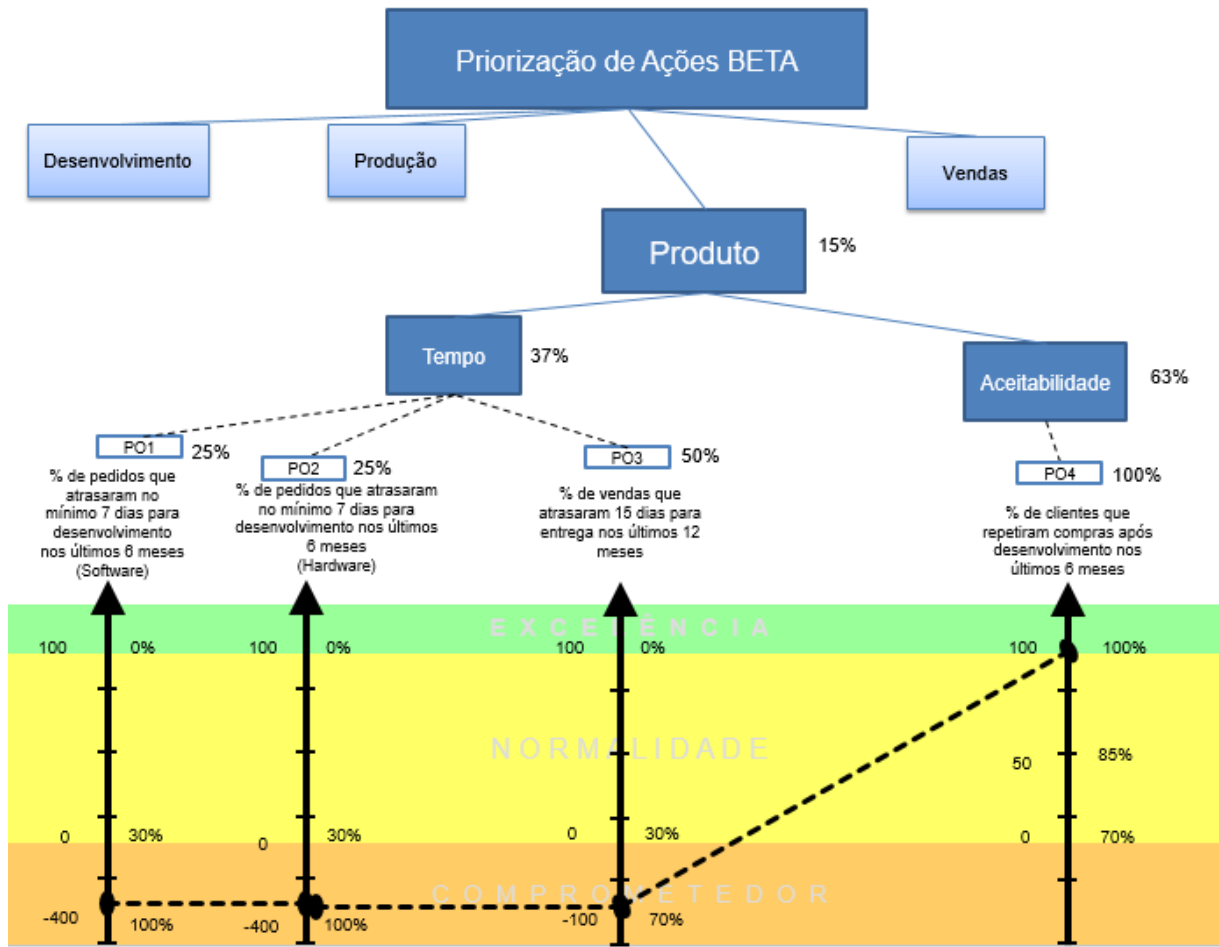 Priorização de Ações BETA
Desenvolvimento
Produção
Vendas
Produto
15%
Tempo
37%
Aceitabilidade
63%
PO1
25%
% de pedidos que
atrasaram no
mínimo 7 dias para
desenvolvimento
nos últimos 6 meses
(Software)
PO2
25%
% de pedidos que atrasaram
no mínimo 7 dias para
desenvolvimento nos últimos
6 meses
(Hardware)
PO3
50%
% de vendas que
atrasaram 15 dias para
entrega nos últimos 12
meses
PO4
100%
% de clientes que
repetiram compras após
desenvolvimento nos
últimos 6 meses
EXCELÊNCIA
100 0% 100 0% 100 0% 100 100%
NORMALIDADE
50 85%
0 30% 0 30% 0 30% 0 70%
COMPROMETEDOR
-400 100% -400 100% -100 70%